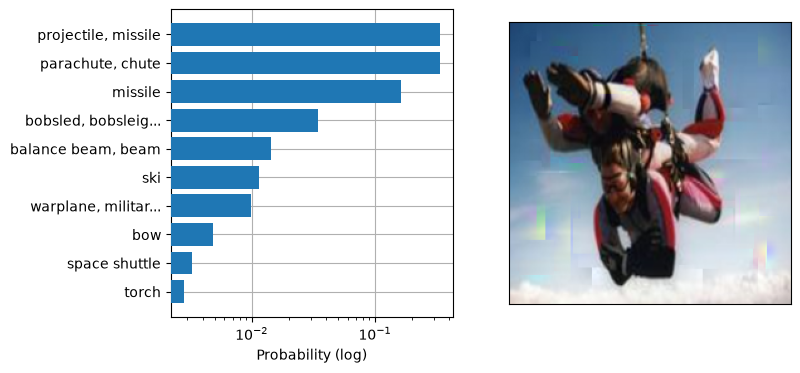 projectile, missile
parachute, chute
missile
bobsled, bobsleig...
balance beam, beam
ski
warplane, militar...
bow
space shuttle
torch
10⁻² 10⁻¹
Probability (log)